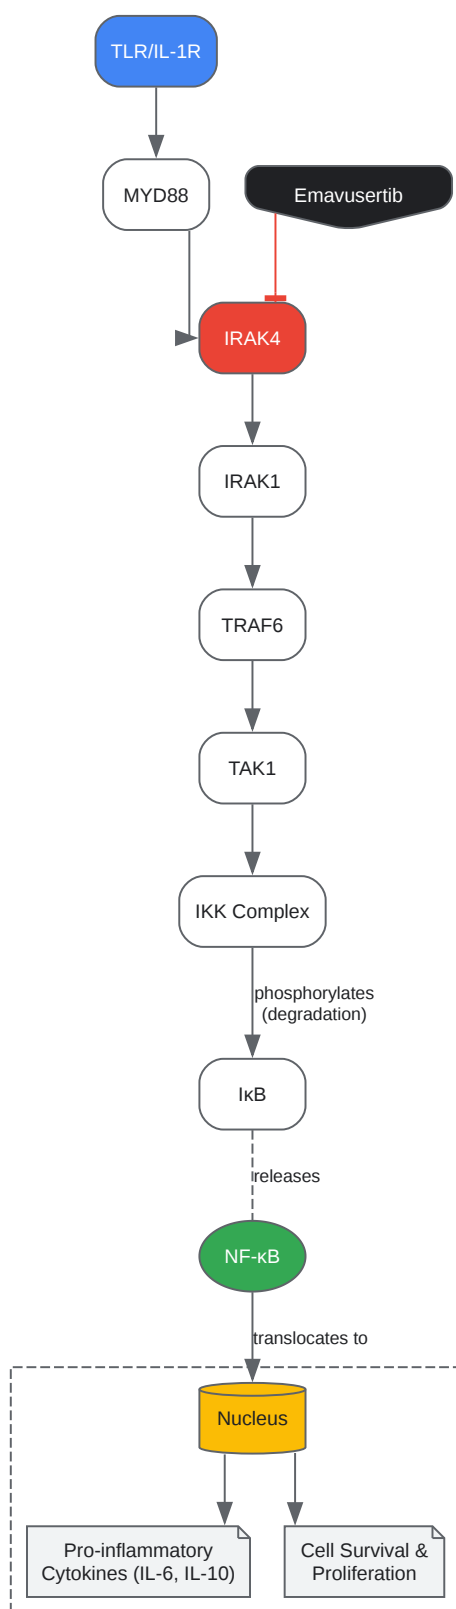 TLR/IL-1R
MYD88
Emavusertib
IRAK4
IRAK1
TRAF6
TAK1
IKK Complex
phosphorylates
(degradation)
IκB
releases
NF-κB
translocates to
Nucleus
Pro-inflammatory
Cytokines (IL-6, IL-10)
Cell Survival &
Proliferation